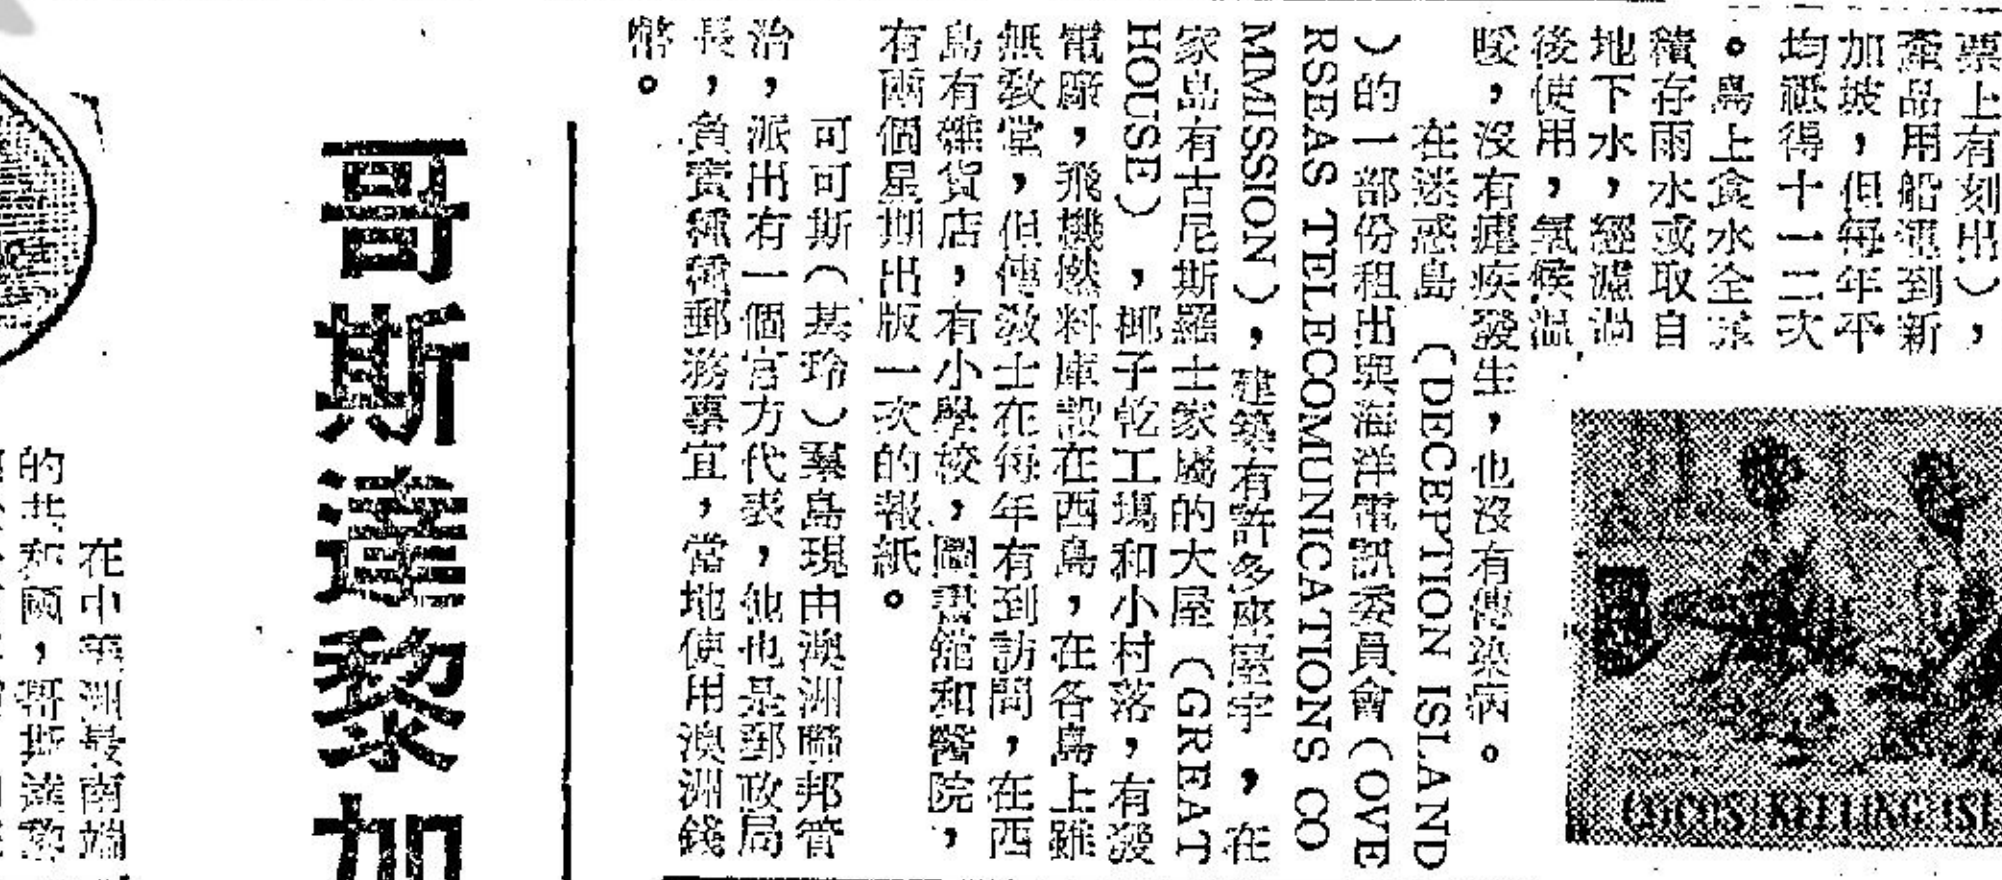 票上有刻出），
產品用船運到新
加坡，但每年不
均祗得十一二次
。島上食水全系
積存雨水或取自
地下水，經濾過
後使用，氣候温
暖，沒有瘧疾發生，也沒有傳染病。
在迷惑島（DECEPTION ISLAND
）的一部份租出與海洋電訊委員會（OVE
RSEAS TELECOMUNICATIONS CO
MMISSION），建築有許多座屋宇，在
家島有古尼斯羅士家屬的大屋（GREAT
HOUSE），椰子乾工塲和小村落，有發
電廠，飛機燃料庫設在西島，在各島上雖
無敎堂，但傳敎士在每年有到訪問，在西
島有雜貨店，有小學校，圖書舘和醫院，
有兩個星期出版一次的報紙。
可可斯（基玲）羣島現由澳洲聯邦管
治，派出有一個官方代表，他也是郵政局
長，負責種種郵務事宜，當地使用澳洲錢
幣。
COCOS KEELING ISL
哥斯達黎加
在中美洲最南端
的共和國，哥斯達黎